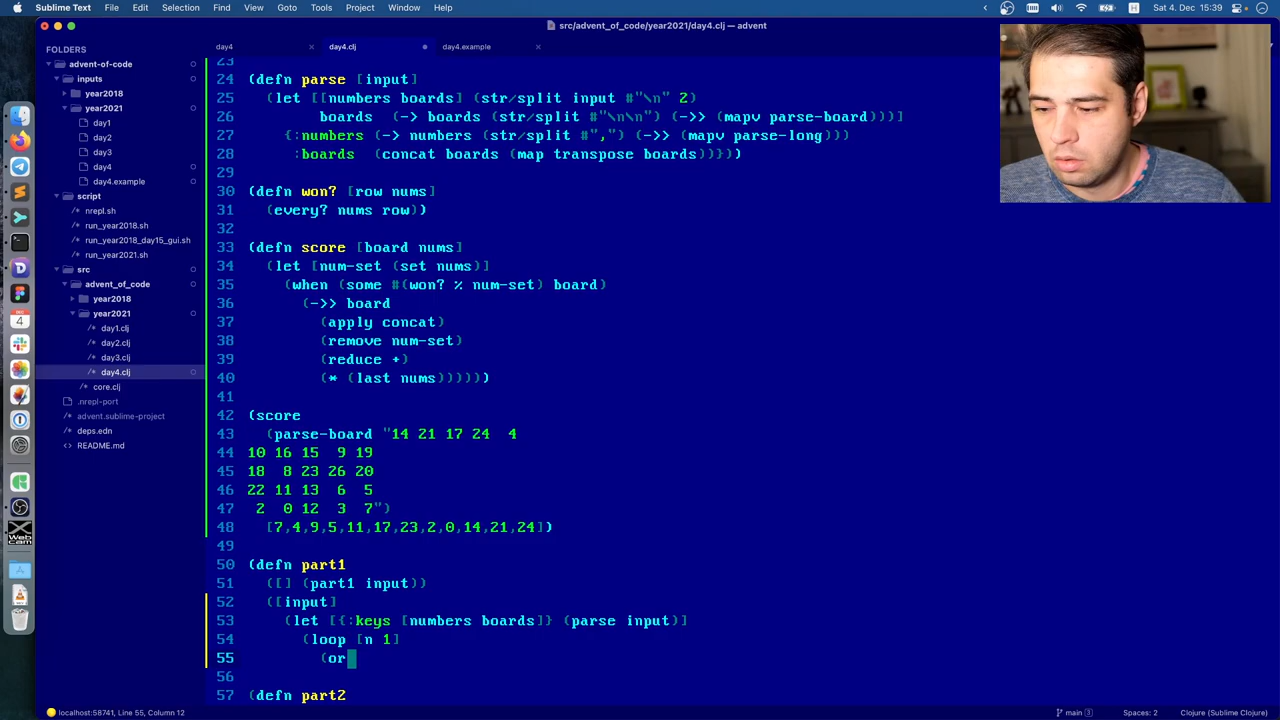 Sublime Text File Edit Selection Find View Goto Tools Project Window Help
Sat 4. Dec 15:39
src/advent_of_code/year2021/day4.clj — advent
FOLDERS
advent-of-code
inputs
year2018
year2021
day1
day2
day3
day4
day4.example
script
nrepl.sh
run_year2018.sh
run_year2018_day15_gui.sh
run_year2021.sh
src
advent_of_code
year2018
year2021
day1.clj
day2.clj
day3.clj
day4.clj
core.clj
.nrepl-port
advent.sublime-project
deps.edn
README.md
day4 day4.clj day4.example
23
24 (defn parse [input]
25 (let [[numbers boards] (str/split input #"\n" 2)
26 boards (-> boards (str/split #"\n\n") (->> (mapv parse-board)))]
27 {:numbers (-> numbers (str/split #",") (->> (mapv parse-long)))
28 :boards (concat boards (map transpose boards))}))
29
30 (defn won? [row nums]
31 (every? nums row))
32
33 (defn score [board nums]
34 (let [num-set (set nums)]
35 (when (some #(won? % num-set) board)
36 (->> board
37 (apply concat)
38 (remove num-set)
39 (reduce +)
40 (* (last nums))))))
41
42 (score
43 (parse-board "14 21 17 24 4
44 10 16 15 9 19
45 18 8 23 26 20
46 22 11 13 6 5
47 2 0 12 3 7")
48 [7,4,9,5,11,17,23,2,0,14,21,24])
49
50 (defn part1
51 ([] (part1 input))
52 ([input]
53 (let [{:keys [numbers boards]} (parse input)]
54 (loop [n 1]
55 (or
56
57 (defn part2
localhost:58741, Line 55, Column 12
main 3 Spaces: 2 Clojure (Sublime Clojure)